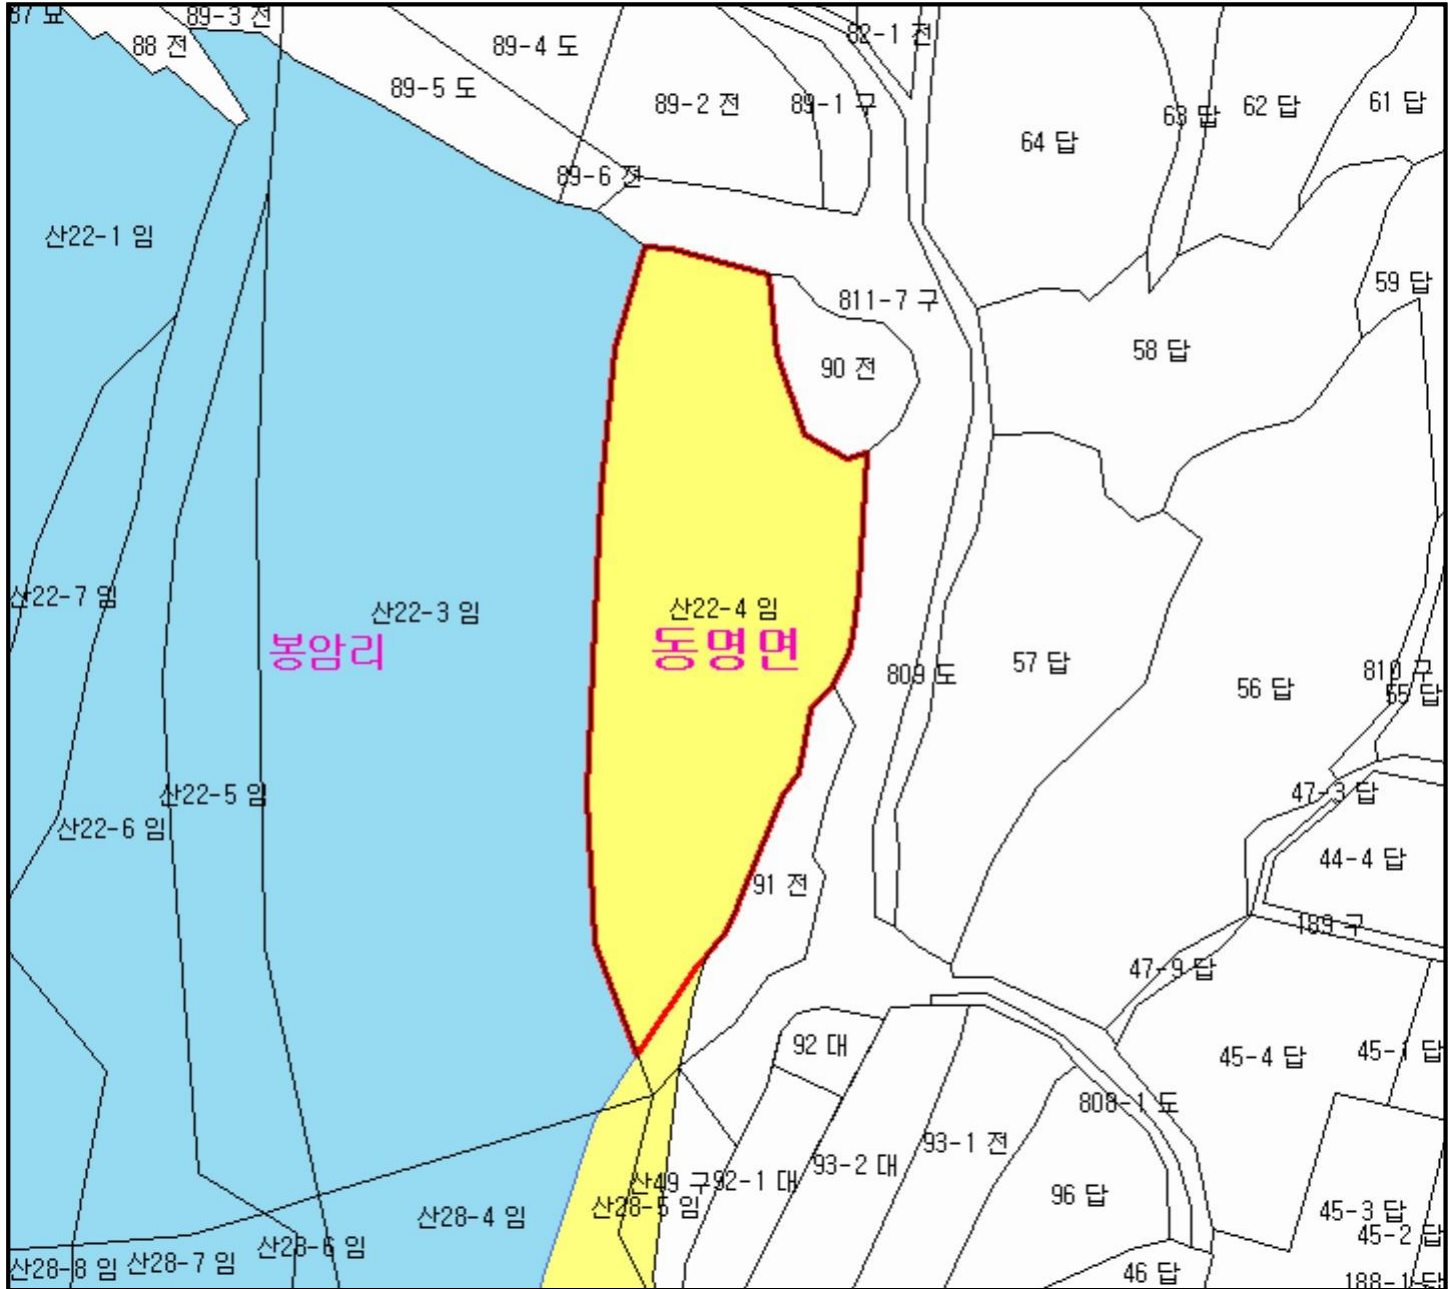 87 묘
89-3 전
88 전
89-4 도
82-1 전
89-5 도
89-2 전
89-1 구
63 답
62 답
61 답
64 답
89-6 전
산22-1 임
59 답
811-7 구
58 답
90 전
산22-7 임
산22-3 임
산22-4 임
봉암리
동명면
809 도
57 답
56 답
810 구
55 답
산22-5 임
47-3 답
산22-6 임
44-4 답
91 전
189 구
47-9 답
92 대
45-4 답
45-1 답
808-1 도
93-1 전
93-2 대
산49 구
92-1 대
96 답
산28-5 임
산28-4 임
45-3 답
45-2 답
산28-6 임
산28-7 임
산28-8 임
46 답
188-1 답